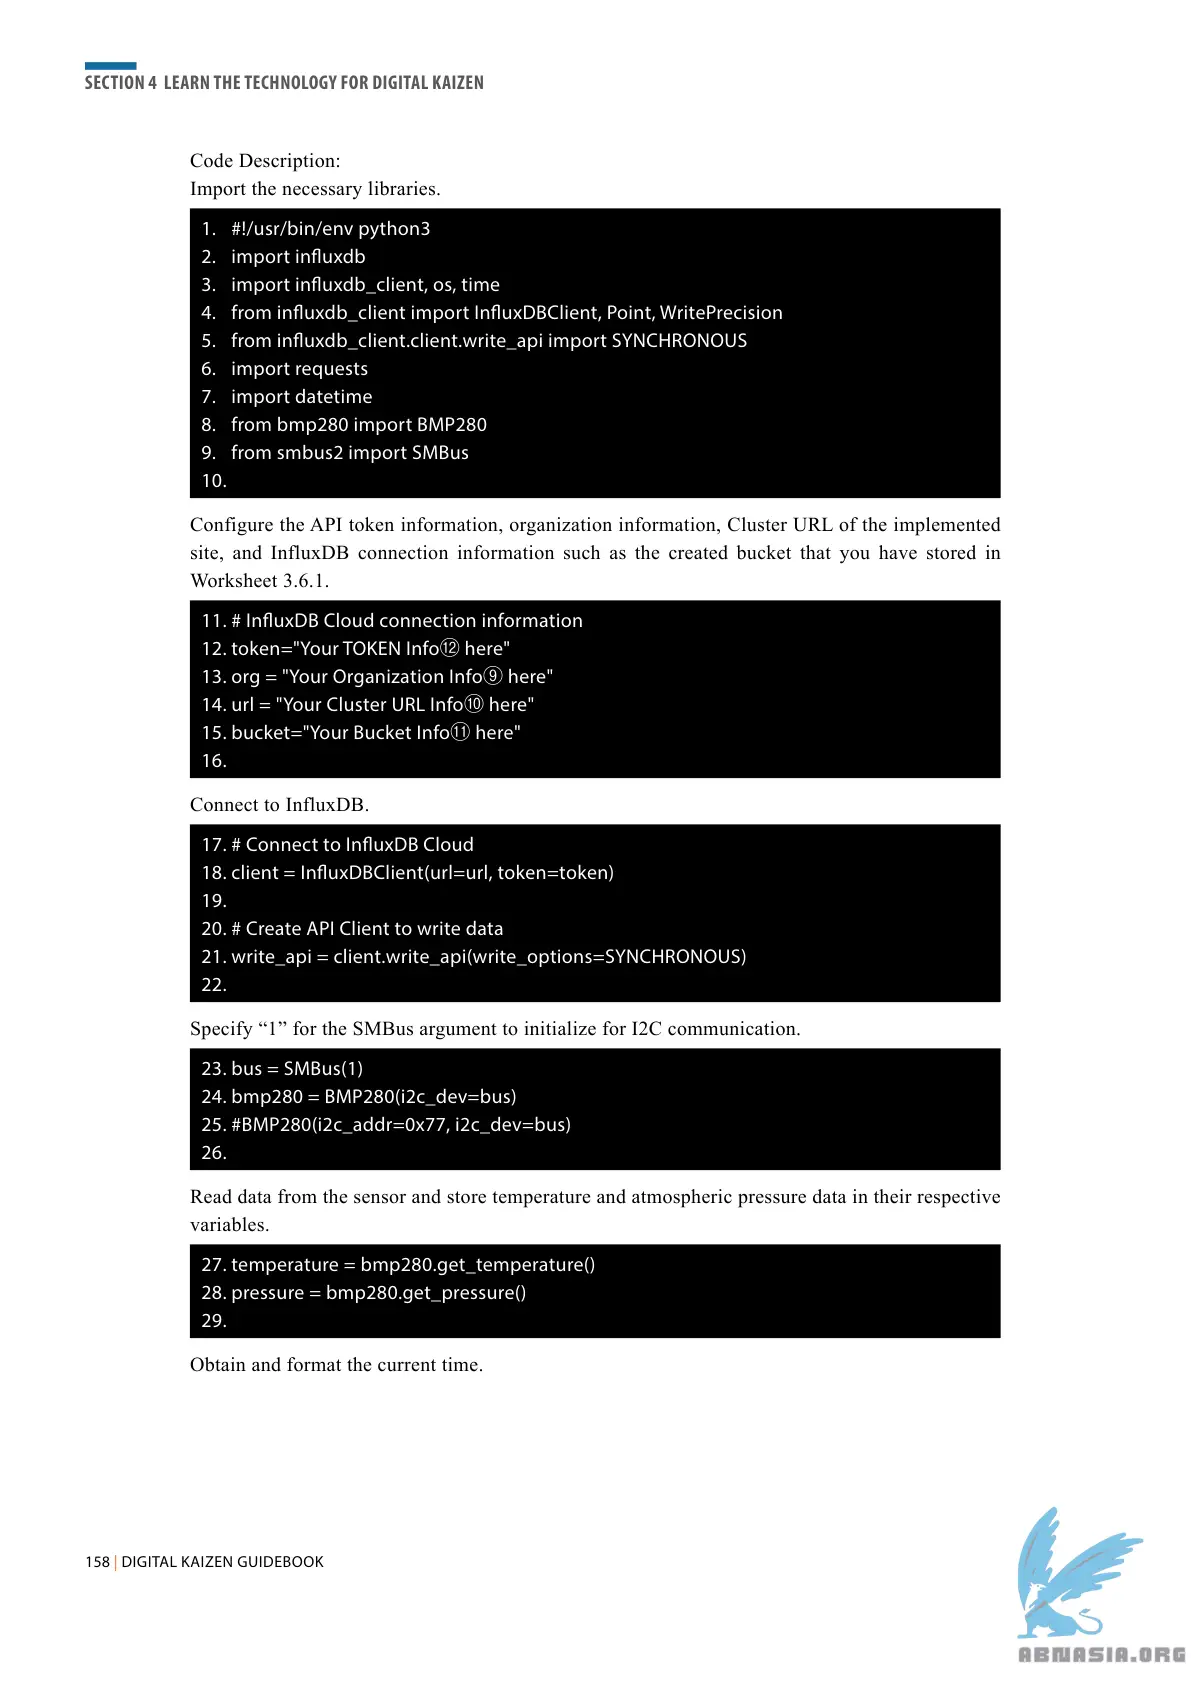 SECTION 4 LEARN THE TECHNOLOGY FOR DIGITAL KAIZEN
Code Description:
Import the necessary libraries.
1. #!/usr/bin/env python3
2. import influxdb
3. import influxdb_client, os, time
4. from influxdb_client import InfluxDBClient, Point, WritePrecision
5. from influxdb_client.client.write_api import SYNCHRONOUS
6. import requests
7. import datetime
8. from bmp280 import BMP280
9. from smbus2 import SMBus
10.
Configure the API token information, organization information, Cluster URL of the implemented
site, and InfluxDB connection information such as the created bucket that you have stored in
Worksheet 3.6.1.
11. # InfluxDB Cloud connection information
12. token="Your TOKEN Info⑫ here"
13. org = "Your Organization Info⑨ here"
14. url = "Your Cluster URL Info⑩ here"
15. bucket="Your Bucket Info⑪ here"
16.
Connect to InfluxDB.
17. # Connect to InfluxDB Cloud
18. client = InfluxDBClient(url=url, token=token)
19.
20. # Create API Client to write data
21. write_api = client.write_api(write_options=SYNCHRONOUS)
22.
Specify “1” for the SMBus argument to initialize for I2C communication.
23. bus = SMBus(1)
24. bmp280 = BMP280(i2c_dev=bus)
25. #BMP280(i2c_addr=0x77, i2c_dev=bus)
26.
Read data from the sensor and store temperature and atmospheric pressure data in their respective
variables.
27. temperature = bmp280.get_temperature()
28. pressure = bmp280.get_pressure()
29.
Obtain and format the current time.
158 | DIGITAL KAIZEN GUIDEBOOK
ABNASIA.ORG